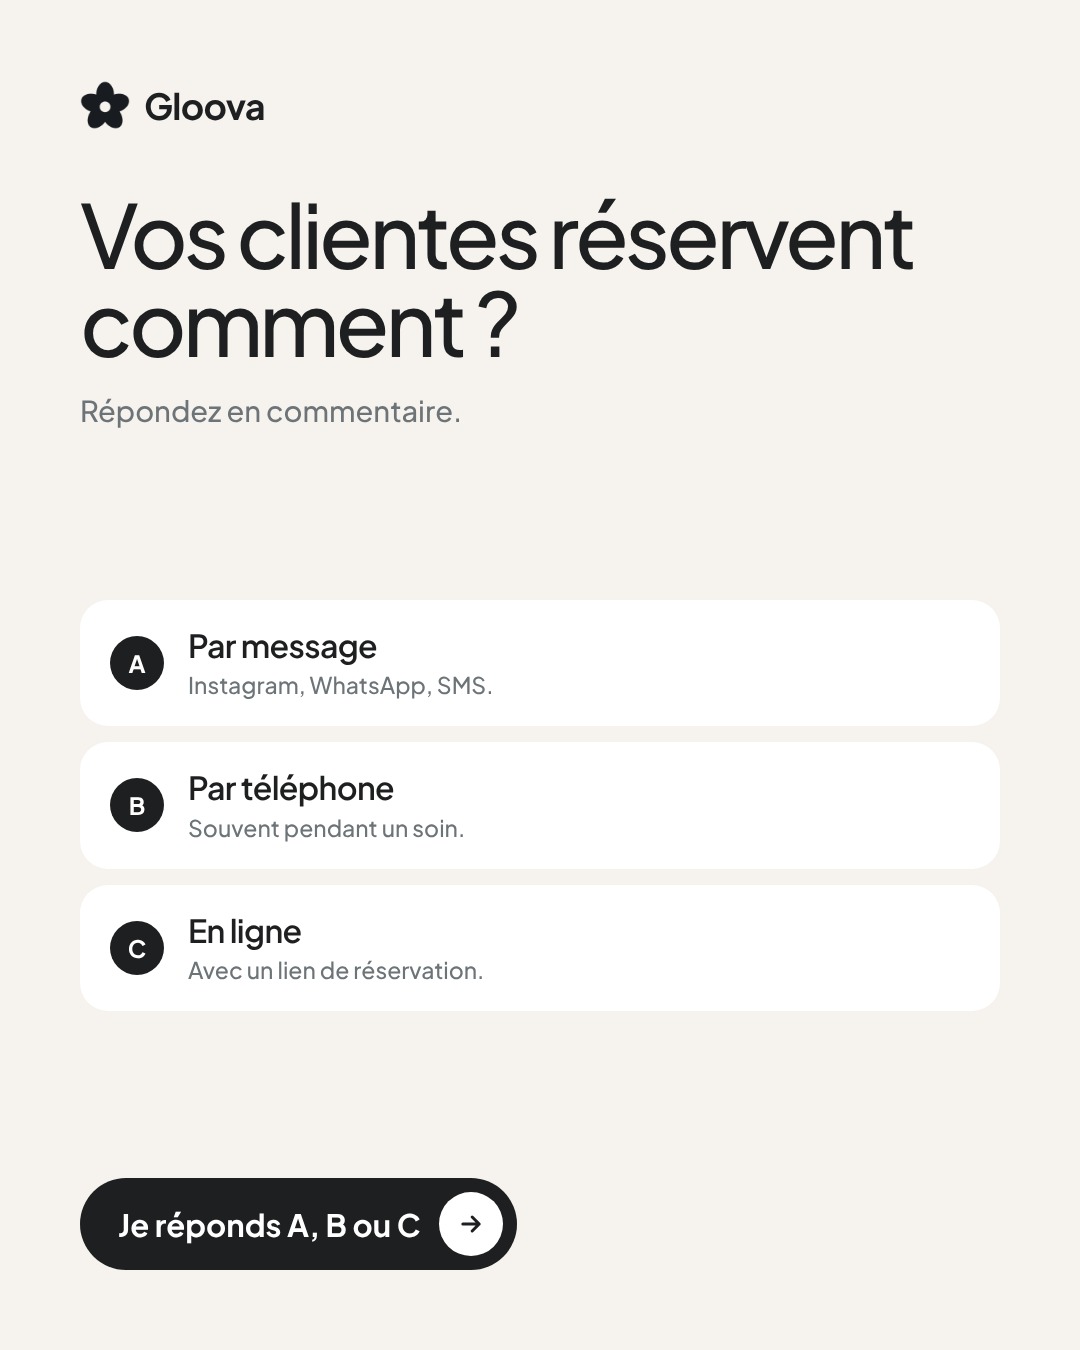 Gloova
Vos clientes réservent
comment ?
Répondez en commentaire.
A
Par message
Instagram, WhatsApp, SMS.
B
Par téléphone
Souvent pendant un soin.
C
En ligne
Avec un lien de réservation.
Je réponds A, B ou C